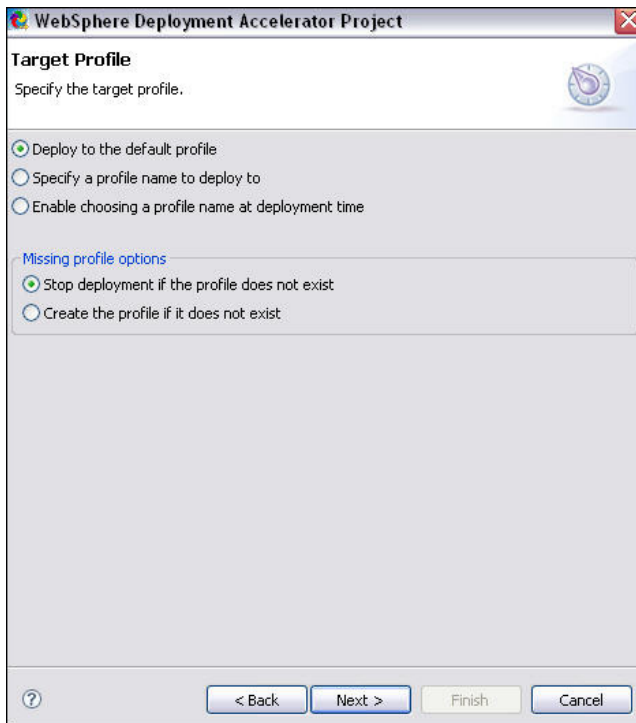 WebSphere Deployment Accelerator Project
Target Profile
Specify the target profile.
Deploy to the default profile
Specify a profile name to deploy to
Enable choosing a profile name at deployment time
Missing profile options
Stop deployment if the profile does not exist
Create the profile if it does not exist
? < Back Next > Finish Cancel